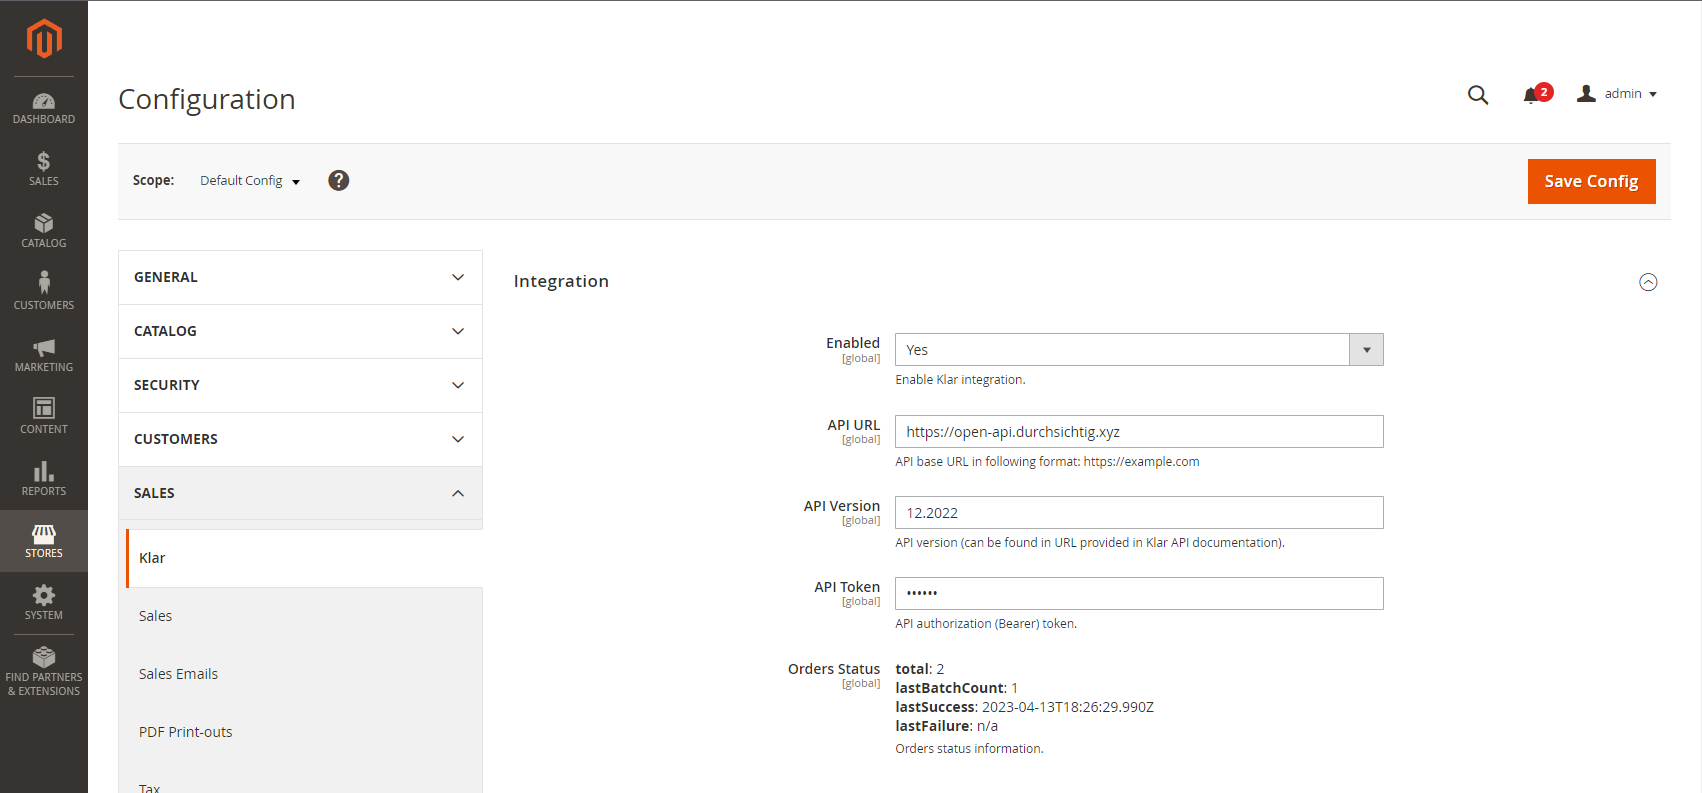 Configuration
2
admin
Scope:
Default Config
?
Save Config
DASHBOARD
$
SALES
CATALOG
CUSTOMERS
MARKETING
CONTENT
REPORTS
STORES
SYSTEM
FIND PARTNERS
& EXTENSIONS
GENERAL
CATALOG
SECURITY
CUSTOMERS
SALES
Klar
Sales
Sales Emails
PDF Print-outs
Tax
Integration
Enabled
[global]
Yes
Enable Klar integration.
API URL
[global]
https://open-api.durchsichtig.xyz
API base URL in following format: https://example.com
API Version
[global]
12.2022
API version (can be found in URL provided in Klar API documentation).
API Token
[global]
••••••
API authorization (Bearer) token.
Orders Status
[global]
total: 2
lastBatchCount: 1
lastSuccess: 2023-04-13T18:26:29.990Z
lastFailure: n/a
Orders status information.